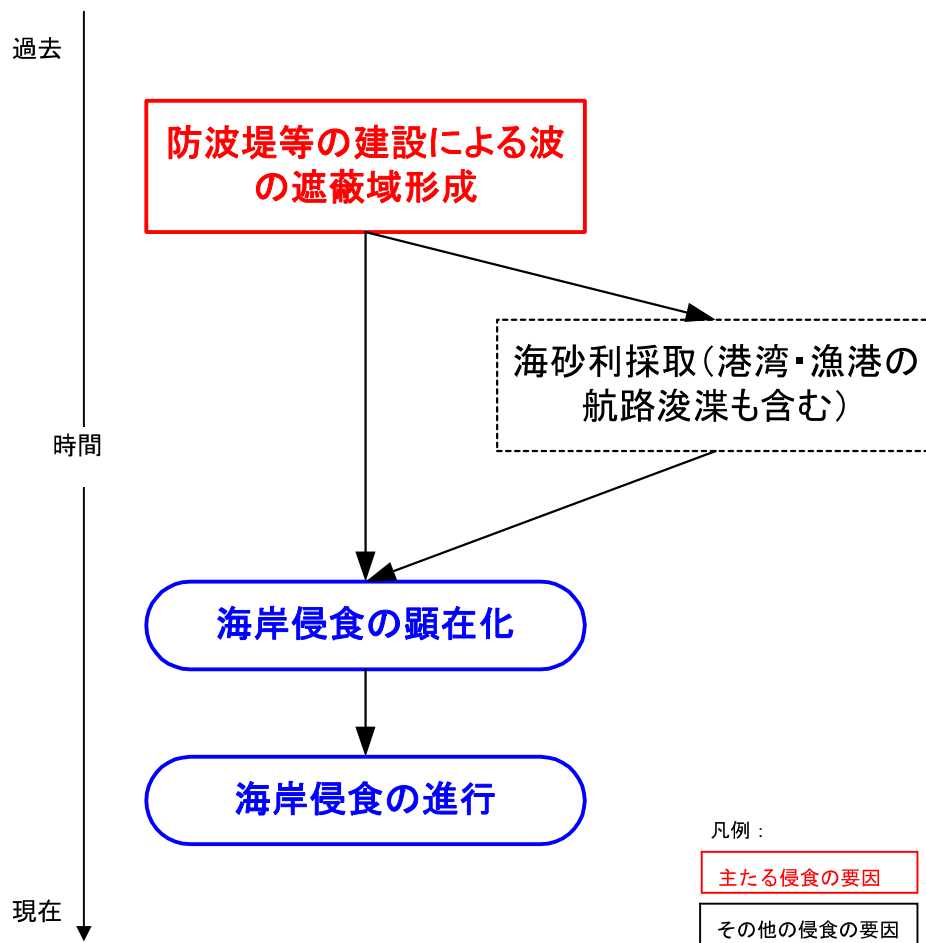 過去
防波堤等の建設による波
の遮蔽域形成
海砂利採取（港湾・漁港の
航路浚渫も含む）
時間
海岸侵食の顕在化
海岸侵食の進行
凡例：
主たる侵食の要因
現在
その他の侵食の要因